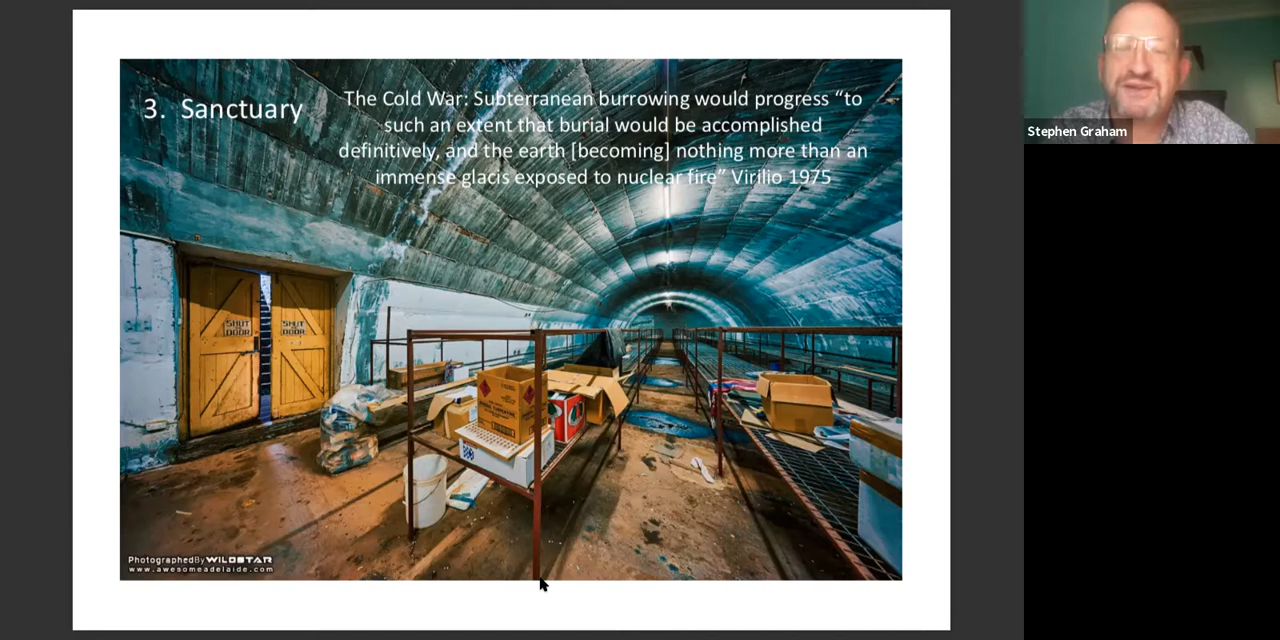 3. Sanctuary
The Cold War: Subterranean burrowing would progress “to
such an extent that burial would be accomplished
definitively, and the earth [becoming] nothing more than an
immense glacis exposed to nuclear fire” Virilio 1975
SHUT DOOR
SHUT DOOR
PhotographedByWILDSTAR
www.awesomeadelaide.com
Stephen Graham